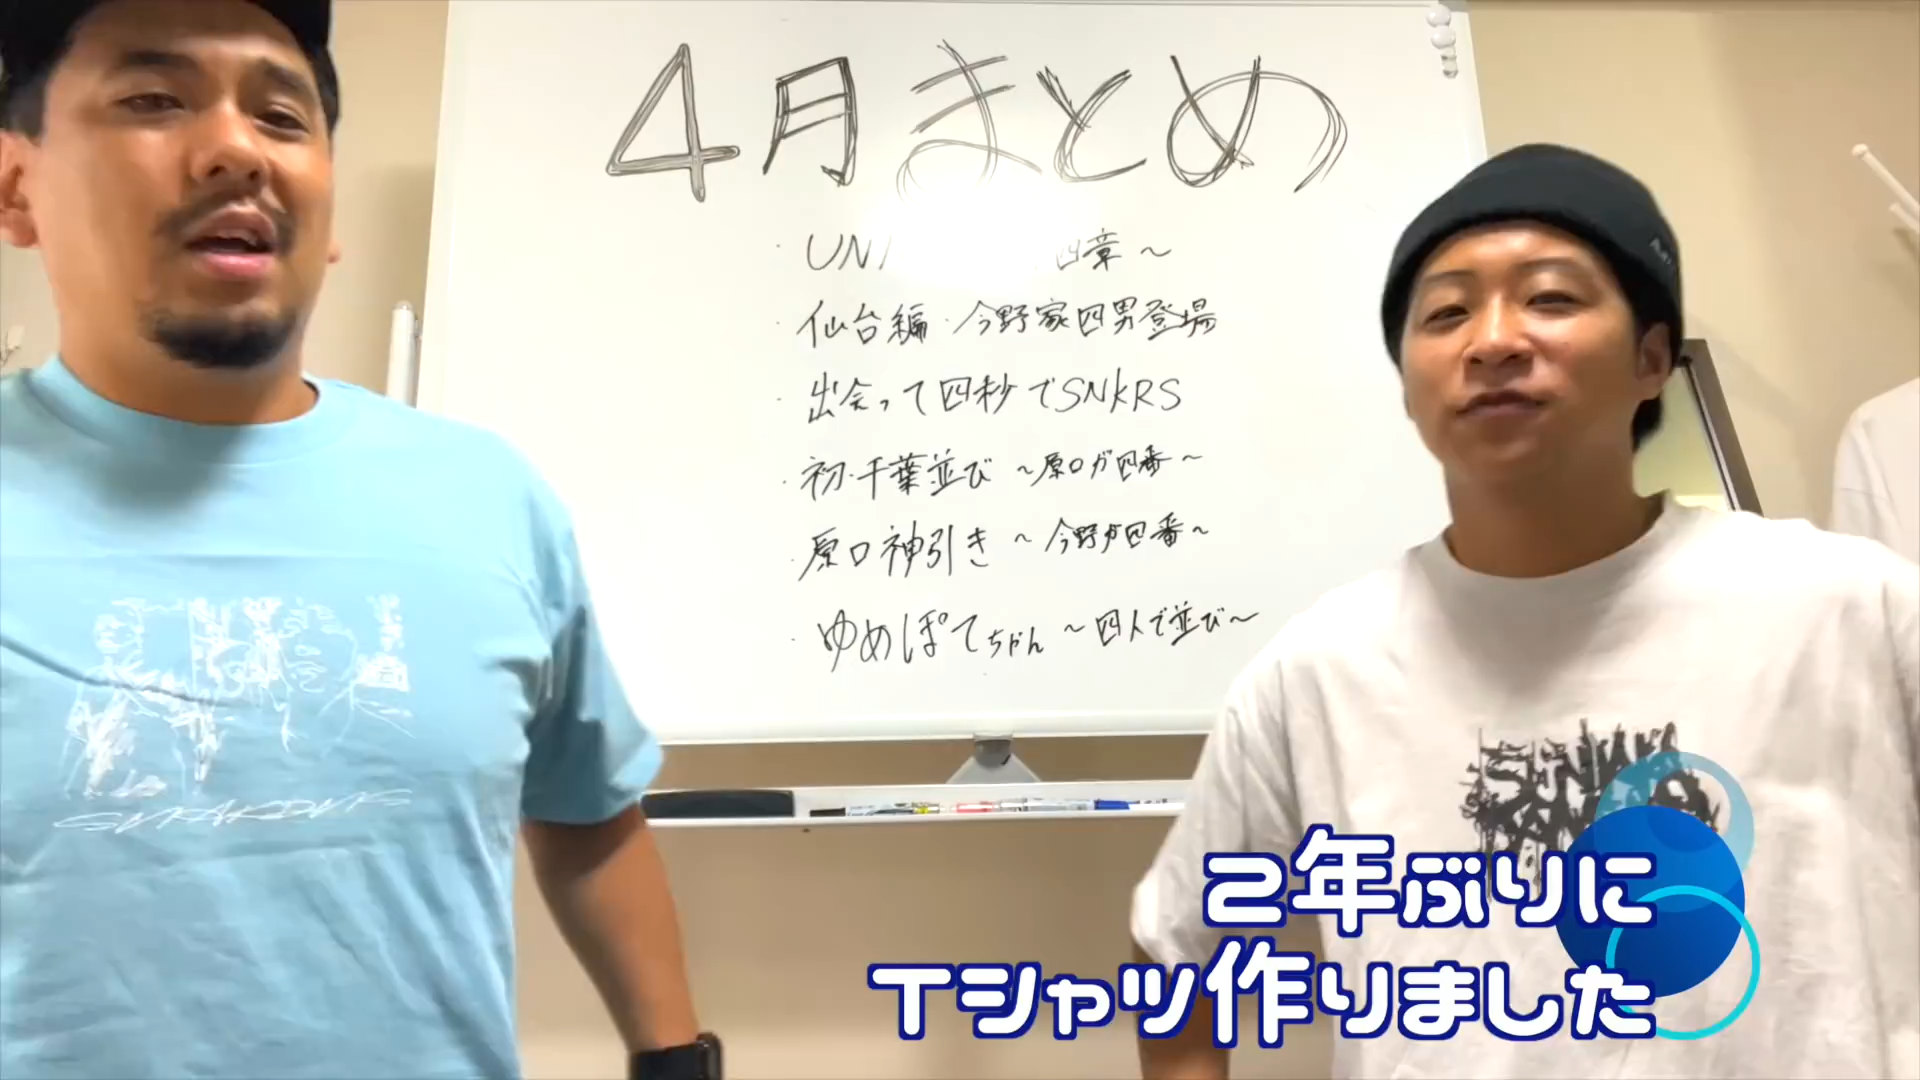 4月まとめ
・UNI 四章～
・仙台編・今野家四男登場
・出会って四秒でSNKRS
・初・千葉並び ～原口が四番～
・原口神引き ～今野が四番～
・ゆめぽてちゃん ～四人で並び～
2年ぶりに
Tシャツ作りました